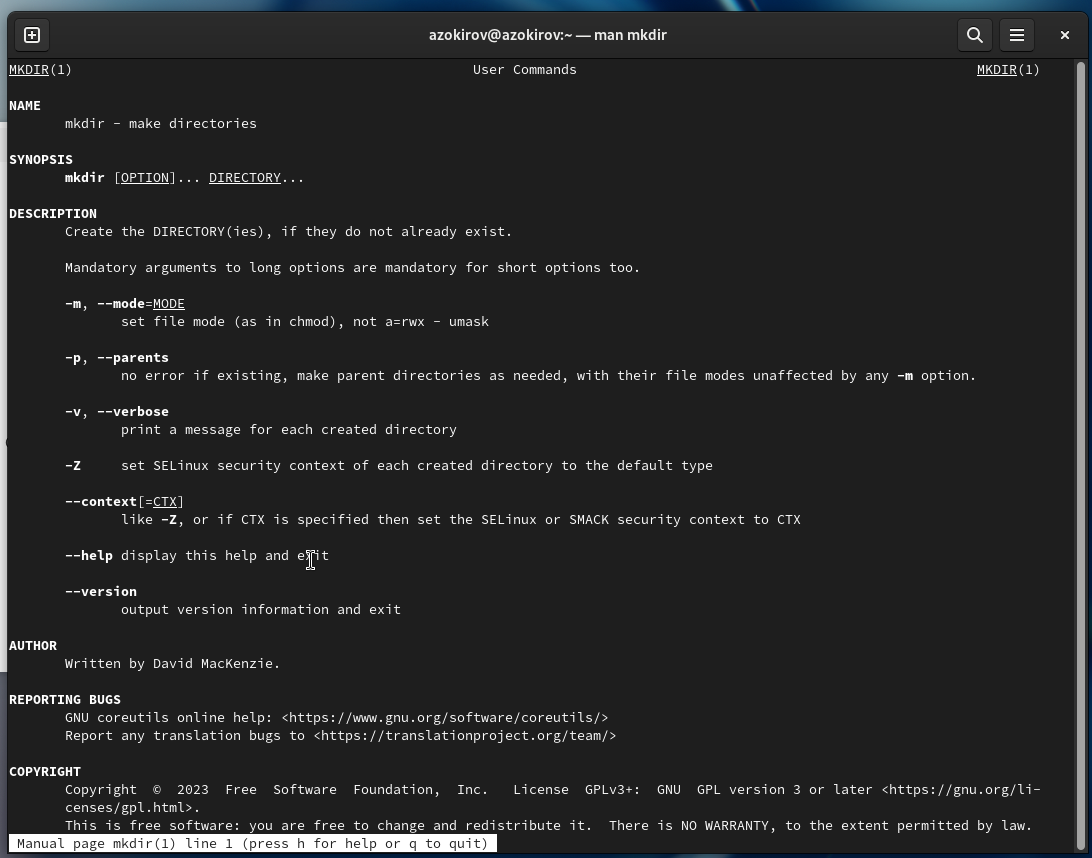 azokirov@azokirov:~ — man mkdir
MKDIR(1) User Commands MKDIR(1)
NAME
mkdir - make directories
SYNOPSIS
mkdir [OPTION]... DIRECTORY...
DESCRIPTION
Create the DIRECTORY(ies), if they do not already exist.
Mandatory arguments to long options are mandatory for short options too.
-m, --mode=MODE
set file mode (as in chmod), not a=rwx - umask
-p, --parents
no error if existing, make parent directories as needed, with their file modes unaffected by any -m option.
-v, --verbose
print a message for each created directory
-Z set SELinux security context of each created directory to the default type
--context[=CTX]
like -Z, or if CTX is specified then set the SELinux or SMACK security context to CTX
--help display this help and exit
--version
output version information and exit
AUTHOR
Written by David MacKenzie.
REPORTING BUGS
GNU coreutils online help: <https://www.gnu.org/software/coreutils/>
Report any translation bugs to <https://translationproject.org/team/>
COPYRIGHT
Copyright © 2023 Free Software Foundation, Inc. License GPLv3+: GNU GPL version 3 or later <https://gnu.org/li-
censes/gpl.html>.
This is free software: you are free to change and redistribute it. There is NO WARRANTY, to the extent permitted by law.
Manual page mkdir(1) line 1 (press h for help or q to quit)